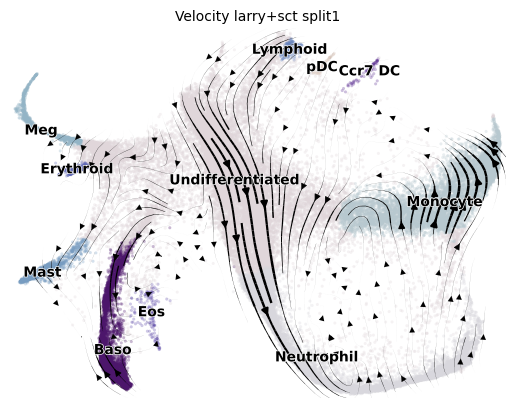 Velocity larry+sct split1
Lymphoid
pDC
Ccr7 DC
Meg
Erythroid
Undifferentiated
Monocyte
Mast
Eos
Baso
Neutrophil